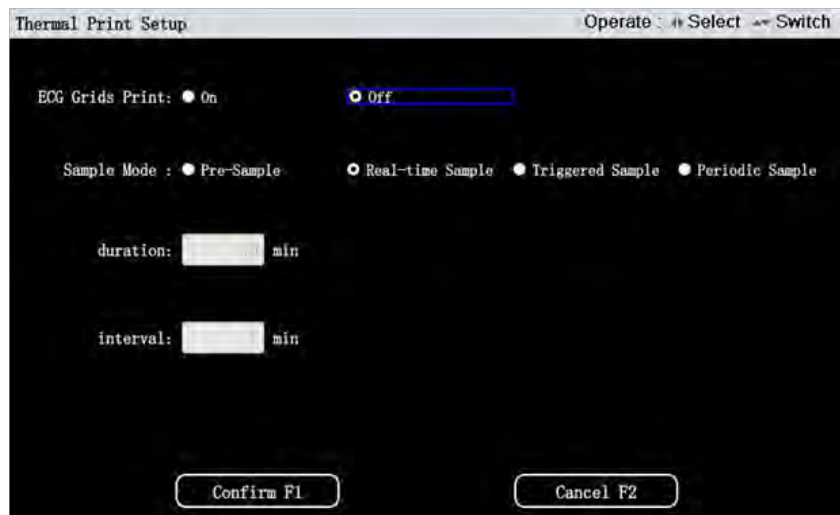 Thermal Print Setup Operate : Select Switch
ECG Grids Print: On Off
Sample Mode : Pre-Sample Real-time Sample Triggered Sample Periodic Sample
duration: min
interval: min
Confirm F1 Cancel F2